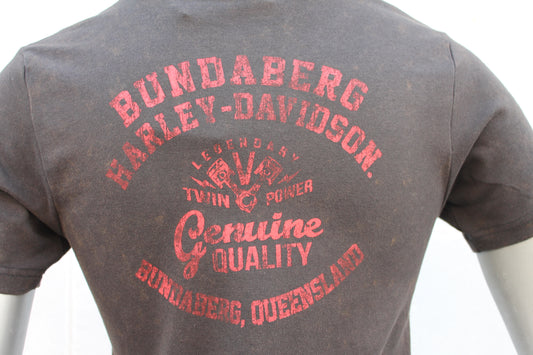 BUNDABERG
HARLEY-DAVIDSON.
LEGENDARY
TWIN POWER
Genuine
QUALITY
BUNDABERG, QUEENSLAND